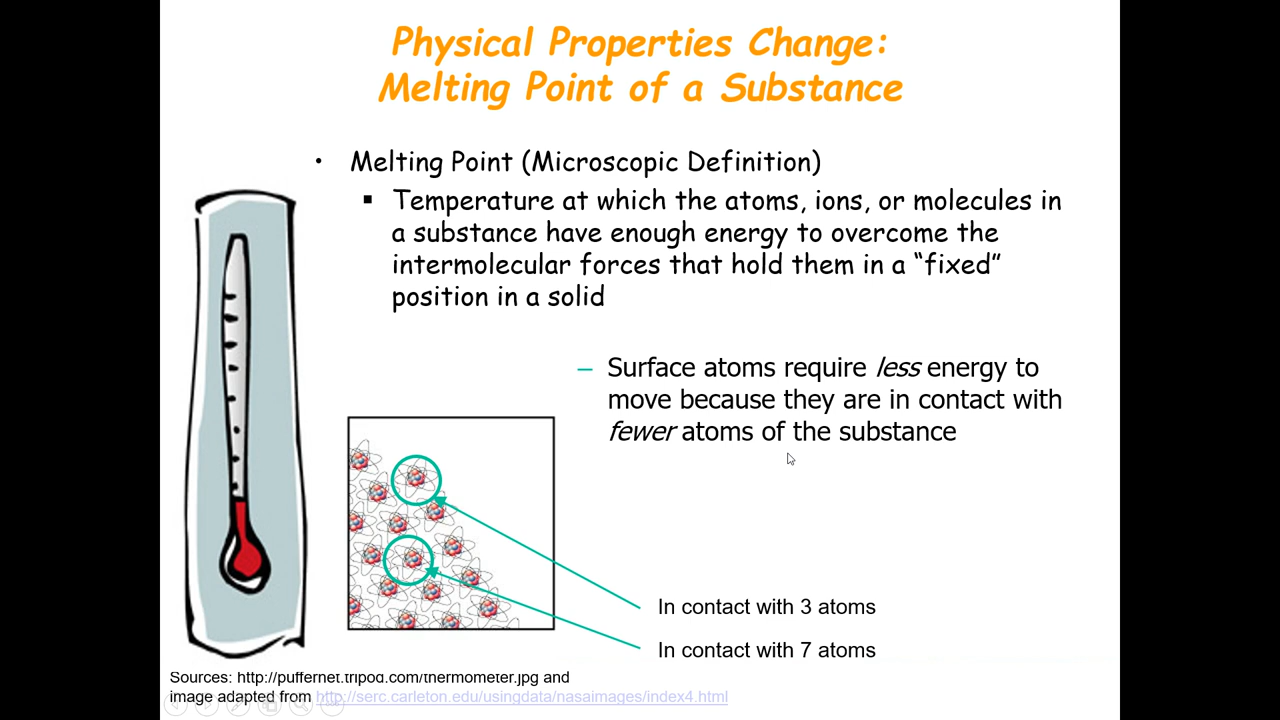 Physical Properties Change:
Melting Point of a Substance
• Melting Point (Microscopic Definition)
▪ Temperature at which the atoms, ions, or molecules in
a substance have enough energy to overcome the
intermolecular forces that hold them in a “fixed”
position in a solid
– Surface atoms require less energy to
move because they are in contact with
fewer atoms of the substance
In contact with 3 atoms
In contact with 7 atoms
Sources: http://puffernet.tripod.com/thermometer.jpg and
image adapted from http://serc.carleton.edu/usingdata/nasaimages/index4.html